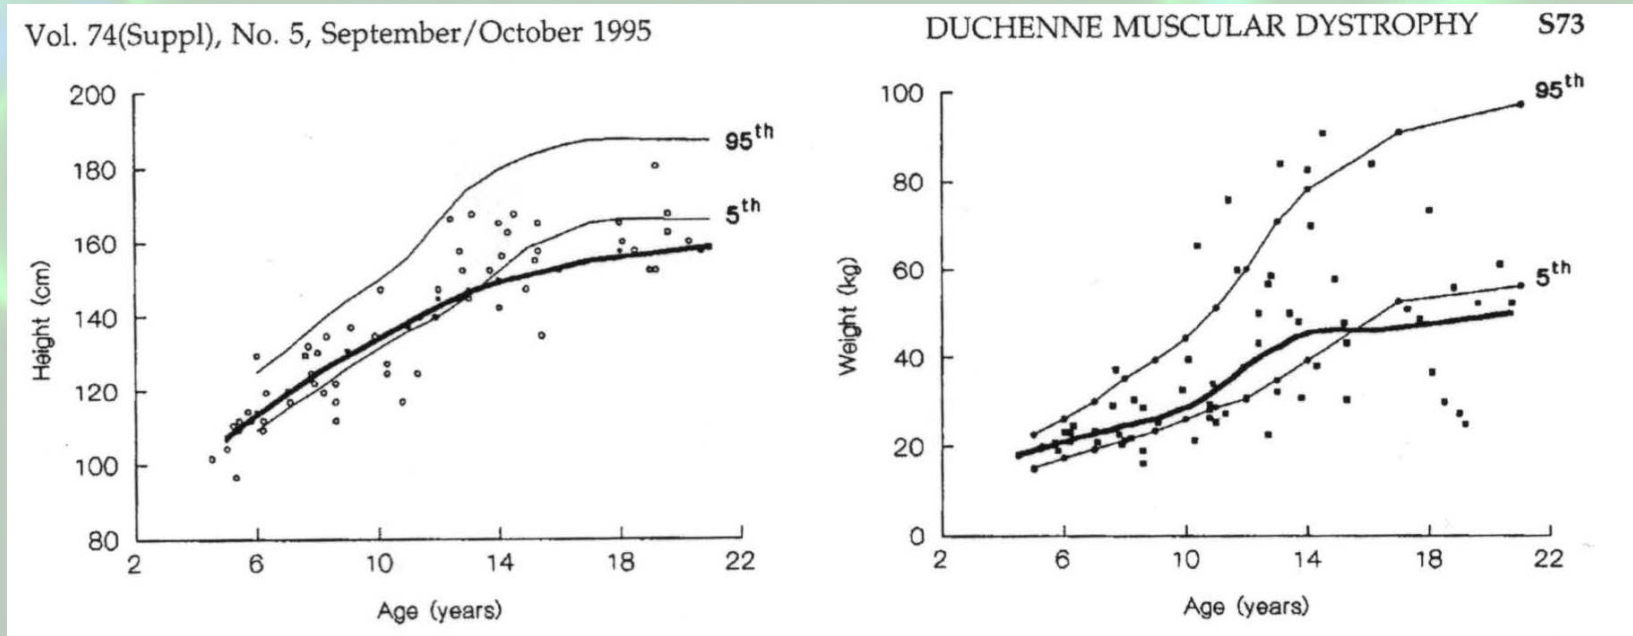 Vol. 74(Suppl), No. 5, September/October 1995
DUCHENNE MUSCULAR DYSTROPHY S73
200
180
160
140
120
100
80
2 6 10 14 18 22
Height (cm)
Age (years)
95th
5th
100
80
60
40
20
0
2 6 10 14 18 22
Weight (kg)
Age (years)
95th
5th